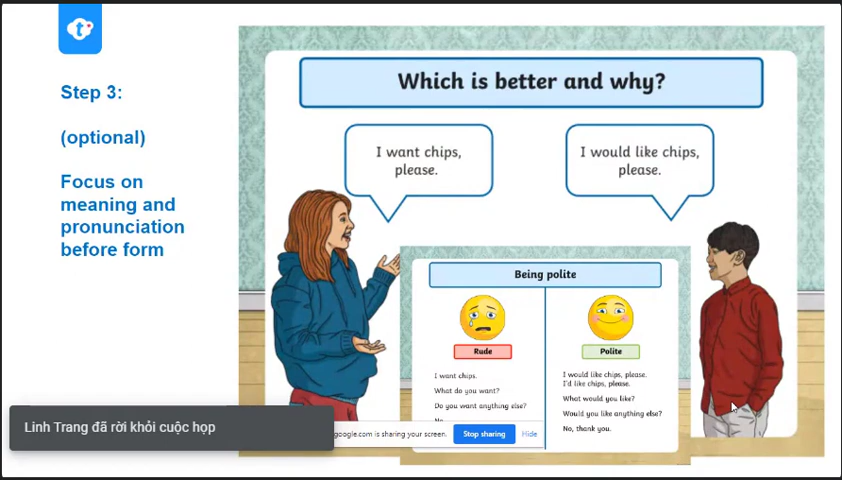 t
Step 3:
(optional)
Focus on
meaning and
pronunciation
before form
Which is better and why?
I want chips,
please.
I would like chips,
please.
Being polite
Rude
I want chips.
What do you want?
Do you want anything else?
Polite
I would like chips, please.
I'd like chips, please.
What would you like?
Would you like anything else?
No, thank you.
Linh Trang đã rời khỏi cuộc họp
google.com is sharing your screen.
Stop sharing
Hide